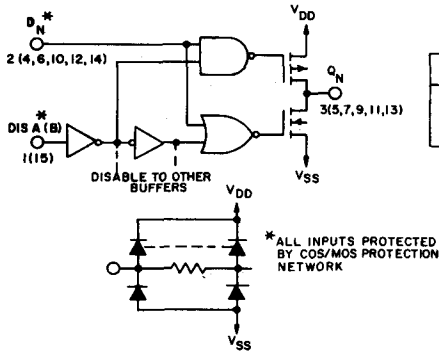 D_N *
2 (4, 6, 10, 12, 14)
V_DD
Q_N
3(5,7,9,11,13)
*
DIS A (B)
1(15)
DISABLE TO OTHER
BUFFERS
V_SS
V_DD
*ALL INPUTS PROTECTED
BY COS/MOS PROTECTION
NETWORK
V_SS